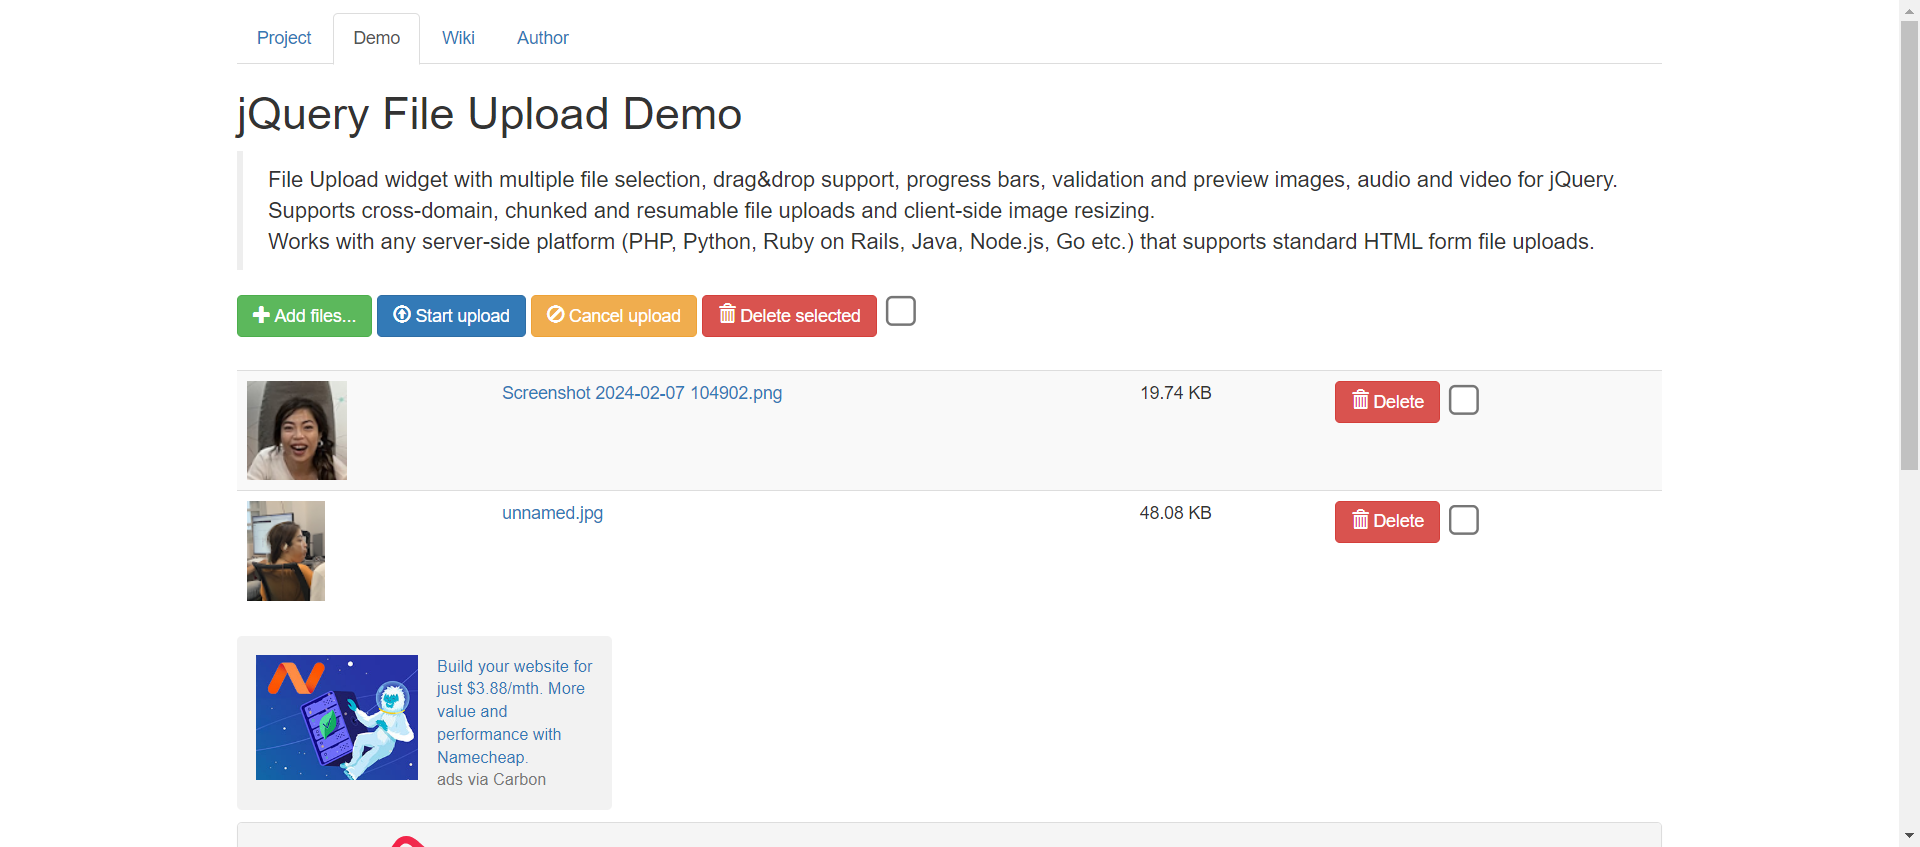 Project Demo Wiki Author
jQuery File Upload Demo
File Upload widget with multiple file selection, drag&drop support, progress bars, validation and preview images, audio and video for jQuery.
Supports cross-domain, chunked and resumable file uploads and client-side image resizing.
Works with any server-side platform (PHP, Python, Ruby on Rails, Java, Node.js, Go etc.) that supports standard HTML form file uploads.
Add files... Start upload Cancel upload Delete selected
Screenshot 2024-02-07 104902.png 19.74 KB Delete
unnamed.jpg 48.08 KB Delete
Build your website for
just $3.88/mth. More
value and
performance with
Namecheap.
ads via Carbon